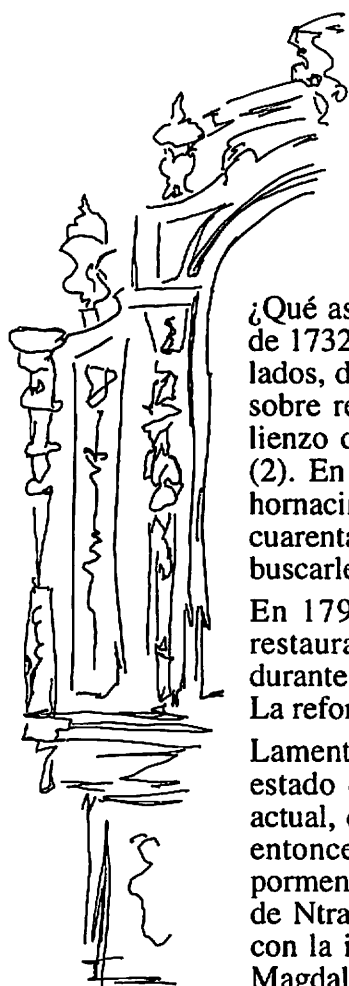 ¿Qué as
de 1732
lados, d
sobre re
lienzo d
(2). En
hornacin
cuarenta
buscarle
En 179
restaura
durante
La refor
Lament
estado
actual, 
entonce
pormen
de Ntra
con la i
Magdal